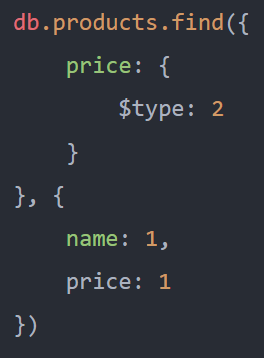 db.products.find({
    price: {
        $type: 2
    }
}, {
    name: 1,
    price: 1
})